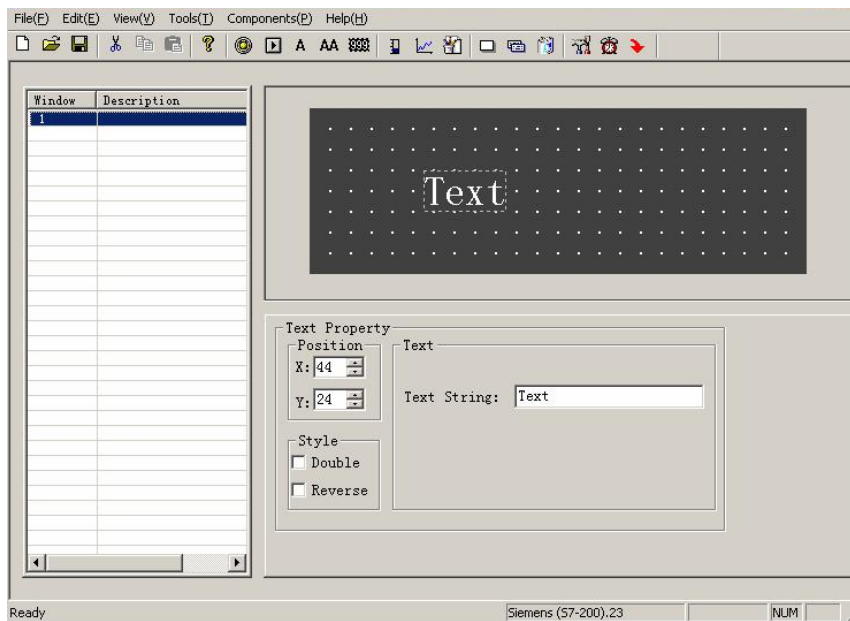 File(F) Edit(E) View(V) Tools(T) Components(P) Help(H)
A AA
Window Description
1
Text
Text Property
Position
X: 44
Y: 24
Text
Text String: Text
Style
Double
Reverse
Ready Siemens (S7-200).23 NUM